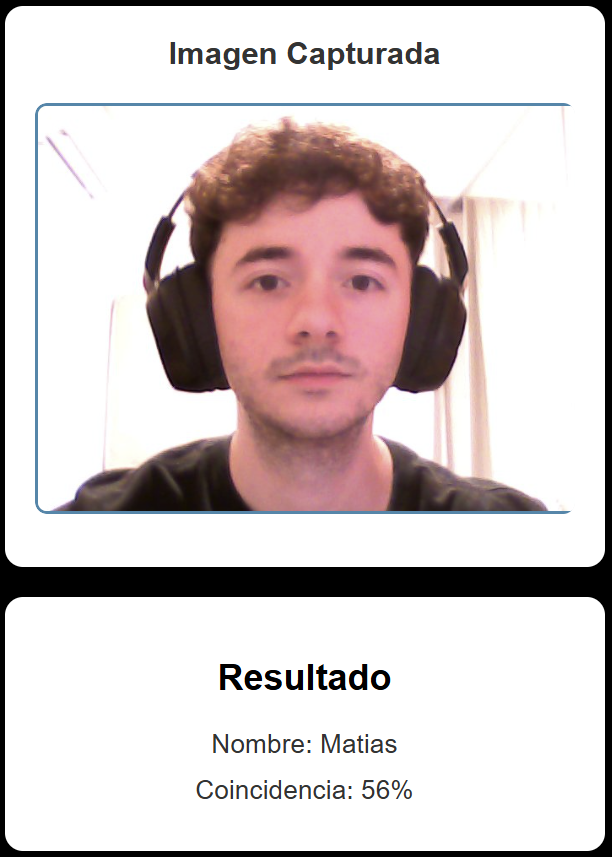 Imagen Capturada
Resultado
Nombre: Matias
Coincidencia: 56%